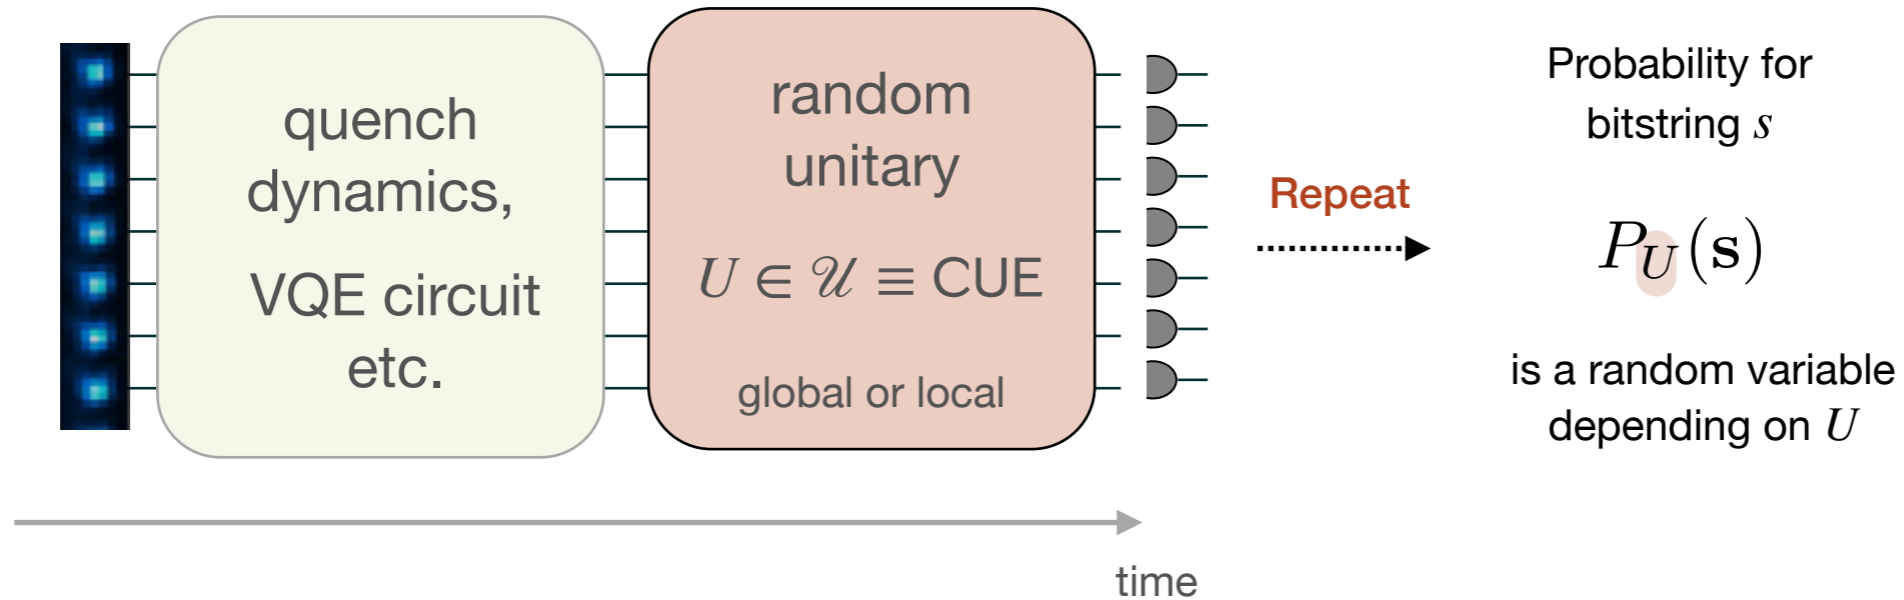 quench
dynamics,
VQE circuit
etc.
random
unitary
U ∈ 𝒰 ≡ CUE
global or local
Repeat
Probability for
bitstring s
P_U(s)
is a random variable
depending on U
time